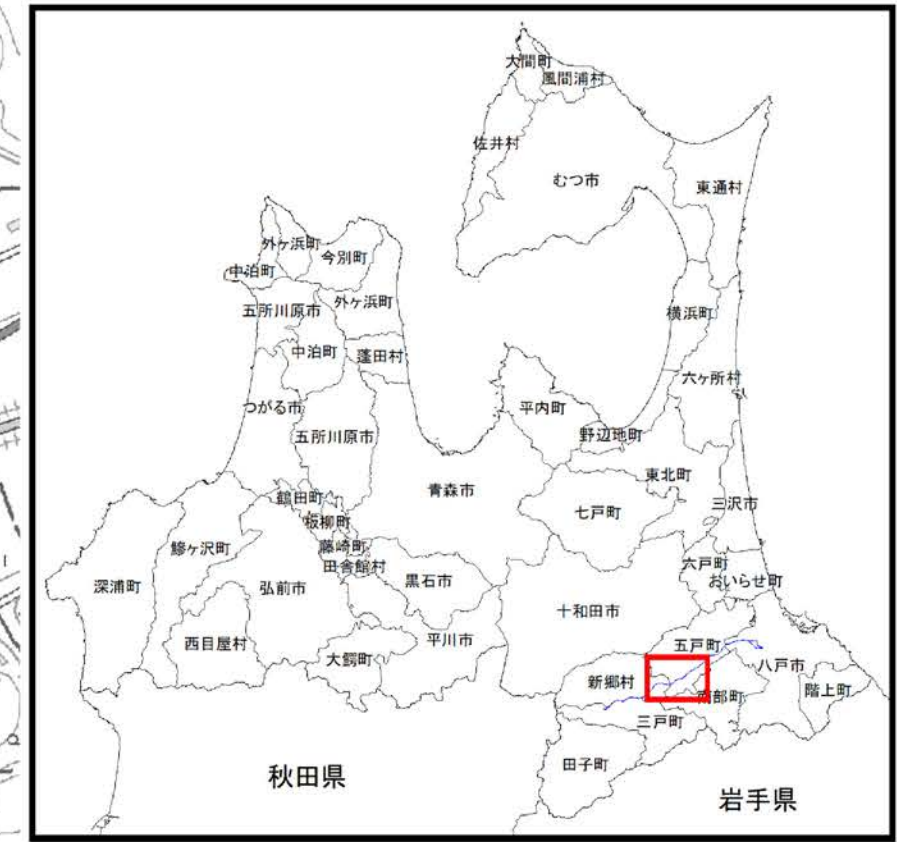 大間町
風間浦村
佐井村
むつ市
東通村
外ヶ浜町
今別町
中泊町
五所川原市
外ヶ浜町
横浜町
中泊町
蓬田村
六ヶ所村
つがる市
平内町
五所川原市
野辺地町
東北町
青森市
鶴田町
七戸町
三沢市
板柳町
藤崎町
鰺ヶ沢町
田舎館村
六戸町
おいらせ町
深浦町
弘前市
黒石市
十和田市
西目屋村
平川市
五戸町
大鰐町
八戸市
新郷村
南部町
階上町
三戸町
田子町
秋田県
岩手県